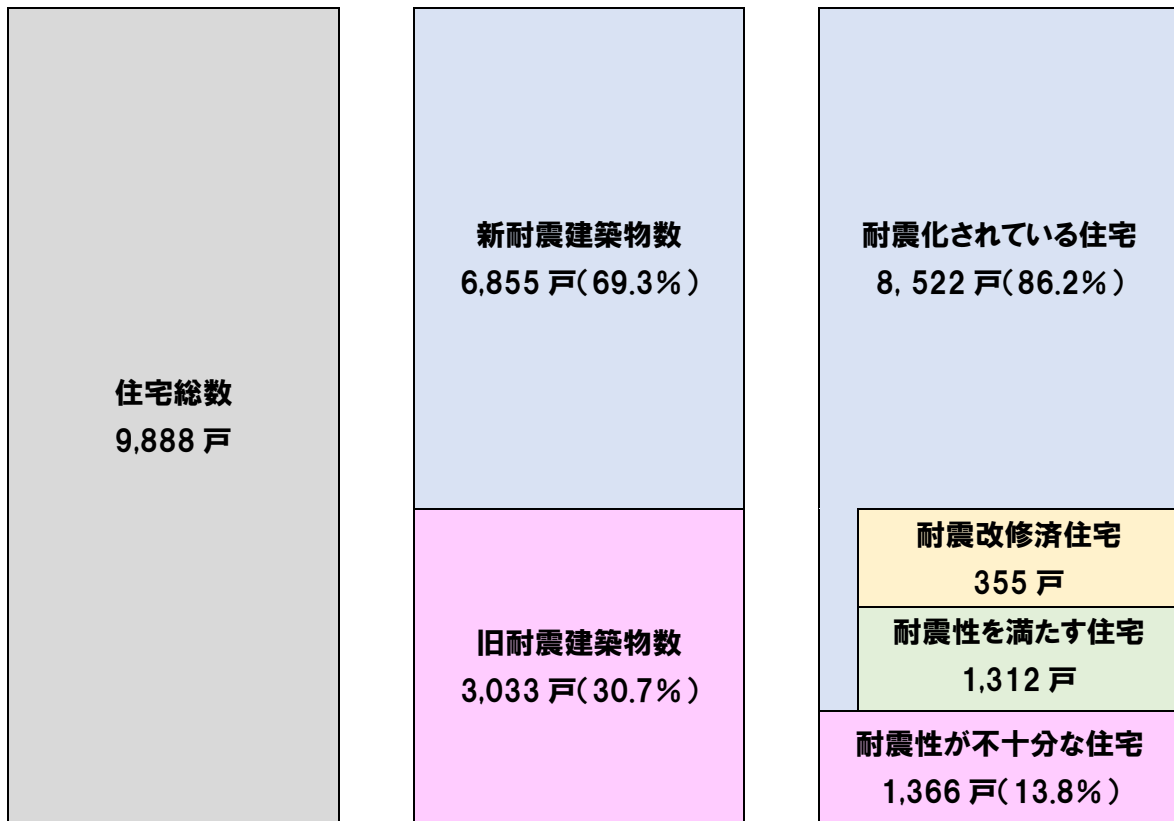 住宅総数
9,888 戸
新耐震建築物数
6,855 戸(69.3%)
旧耐震建築物数
3,033 戸(30.7%)
耐震化されている住宅
8, 522 戸(86.2%)
耐震改修済住宅
355 戸
耐震性を満たす住宅
1,312 戸
耐震性が不十分な住宅
1,366 戸(13.8%)